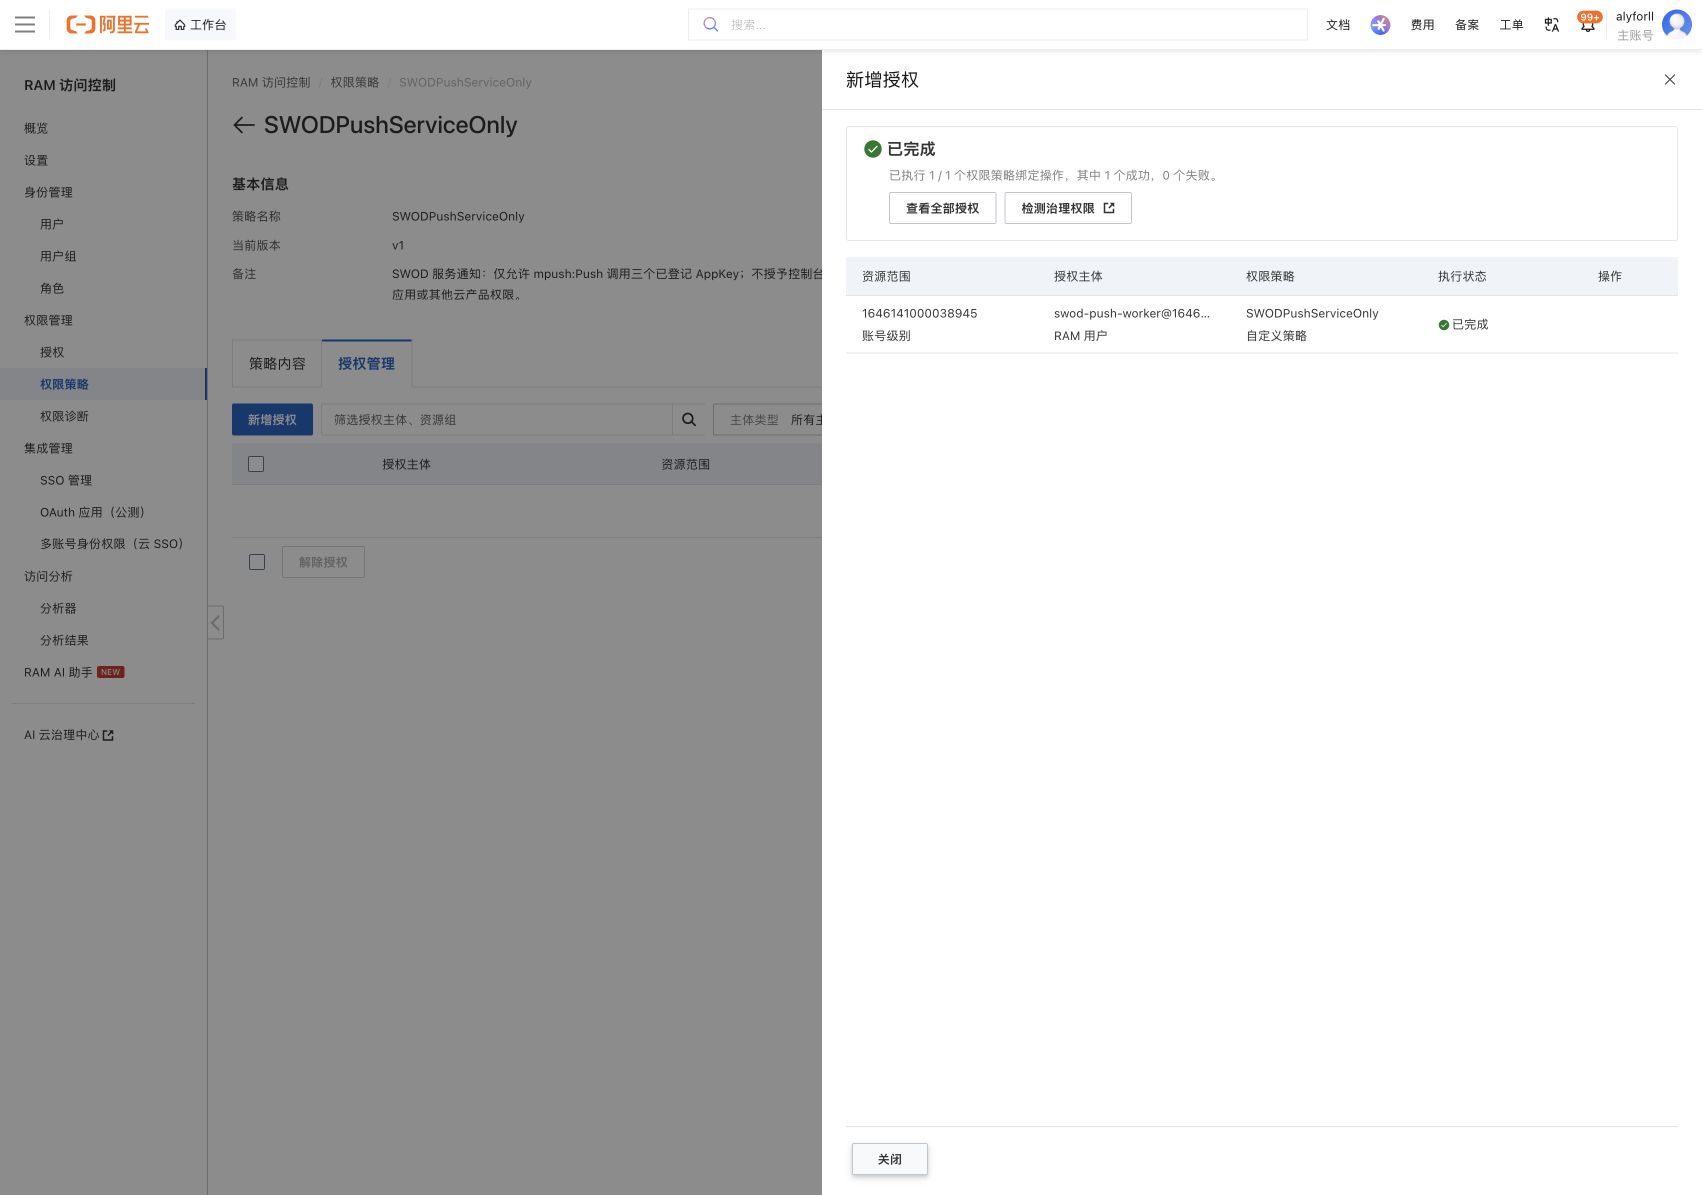 阿里云
工作台
搜索...
文档
费用
备案
工单
99+
alyforll
主账号
RAM 访问控制
概览
设置
身份管理
用户
用户组
角色
权限管理
授权
权限策略
权限诊断
集成管理
SSO 管理
OAuth 应用（公测）
多账号身份权限（云 SSO）
访问分析
分析器
分析结果
RAM AI 助手 NEW
AI 云治理中心
RAM 访问控制 / 权限策略 / SWODPushServiceOnly
SWODPushServiceOnly
基本信息
策略名称 SWODPushServiceOnly
当前版本 v1
备注 SWOD 服务通知：仅允许 mpush:Push 调用三个已登记 AppKey；不授予控制台
应用或其他云产品权限。
策略内容 授权管理
新增授权 筛选授权主体、资源组 主体类型 所有主
授权主体 资源范围
解除授权
新增授权
已完成
已执行 1 / 1 个权限策略绑定操作，其中 1 个成功，0 个失败。
查看全部授权 检测治理权限
资源范围 授权主体 权限策略 执行状态 操作
1646141000038945 swod-push-worker@1646... SWODPushServiceOnly 已完成
账号级别 RAM 用户 自定义策略
关闭